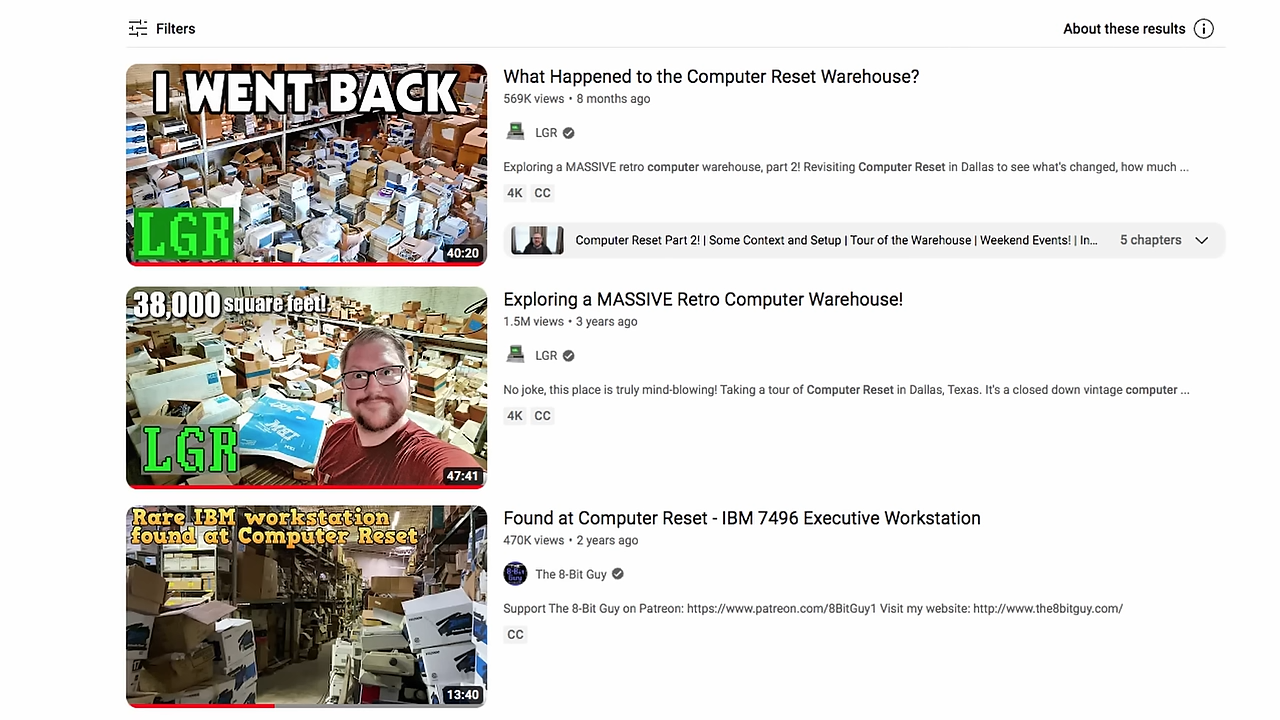 Filters
About these results
I WENT BACK
LGR
40:20
What Happened to the Computer Reset Warehouse?
569K views • 8 months ago
LGR
Exploring a MASSIVE retro computer warehouse, part 2! Revisiting Computer Reset in Dallas to see what's changed, how much ...
4K CC
Computer Reset Part 2! | Some Context and Setup | Tour of the Warehouse | Weekend Events! | In...
5 chapters
38,000 square feet!
LGR
47:41
Exploring a MASSIVE Retro Computer Warehouse!
1.5M views • 3 years ago
LGR
No joke, this place is truly mind-blowing! Taking a tour of Computer Reset in Dallas, Texas. It's a closed down vintage computer ...
4K CC
Rare IBM workstation
found at Computer Reset
13:40
Found at Computer Reset - IBM 7496 Executive Workstation
470K views • 2 years ago
8-Bit
Guy
The 8-Bit Guy
Support The 8-Bit Guy on Patreon: https://www.patreon.com/8BitGuy1 Visit my website: http://www.the8bitguy.com/
CC